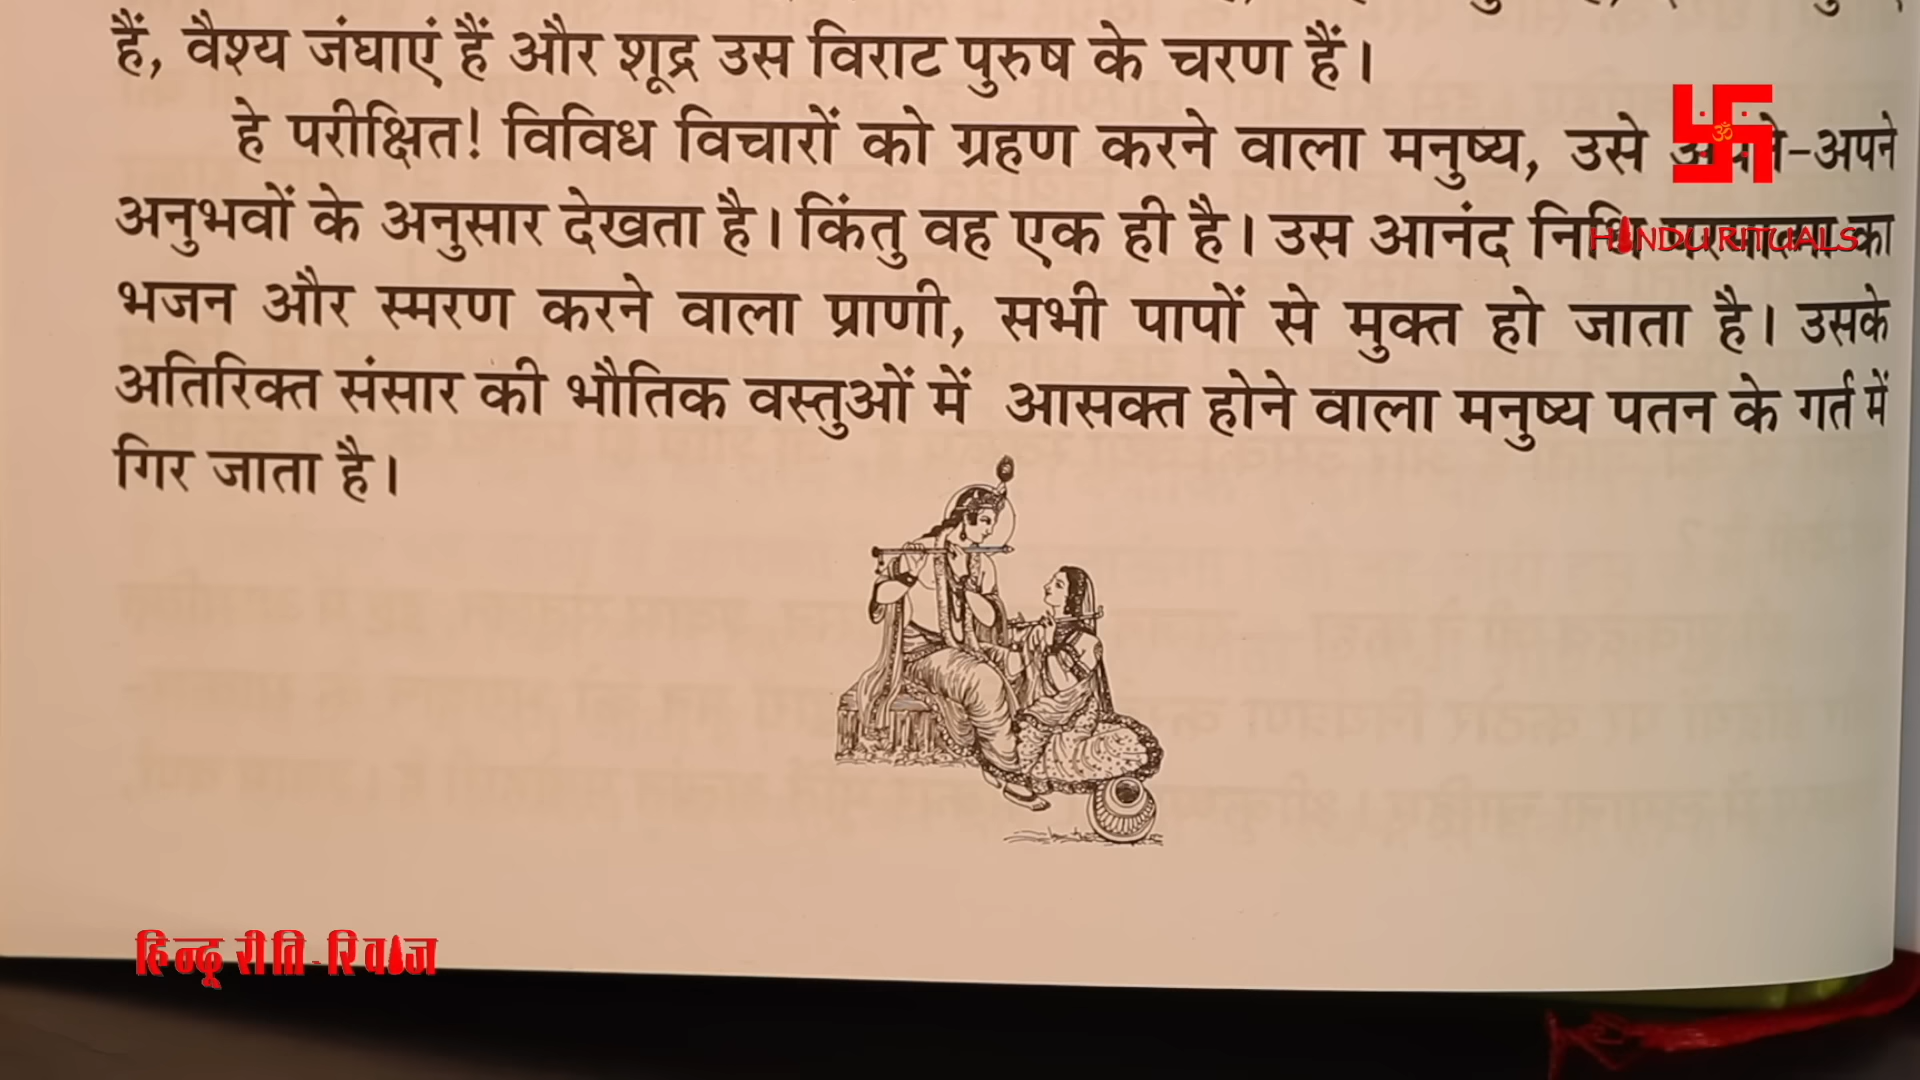 हैं, वैश्य जंघाएं हैं और शूद्र उस विराट पुरुष के चरण हैं।
हे परीक्षित! विविध विचारों को ग्रहण करने वाला मनुष्य, उसे अपने-अपने
अनुभवों के अनुसार देखता है। किंतु वह एक ही है। उस आनंद निधि का
HINDU RITUALS
भजन और स्मरण करने वाला प्राणी, सभी पापों से मुक्त हो जाता है। उसके
अतिरिक्त संसार की भौतिक वस्तुओं में आसक्त होने वाला मनुष्य पतन के गर्त में
गिर जाता है।
हिन्दू रीति-रिवाज